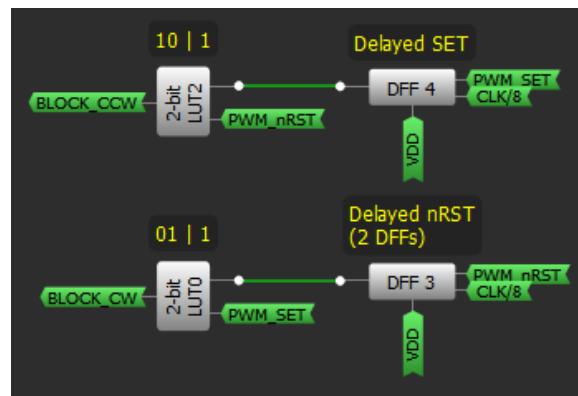 10 | 1
Delayed SET
BLOCK_CCW
2-bit
LUT2
PWM_nRST
DFF 4
PWM_SET
CLK/8
VDD
01 | 1
Delayed nRST
(2 DFFs)
BLOCK_CW
2-bit
LUT0
PWM_SET
DFF 3
PWM_nRST
CLK/8
VDD